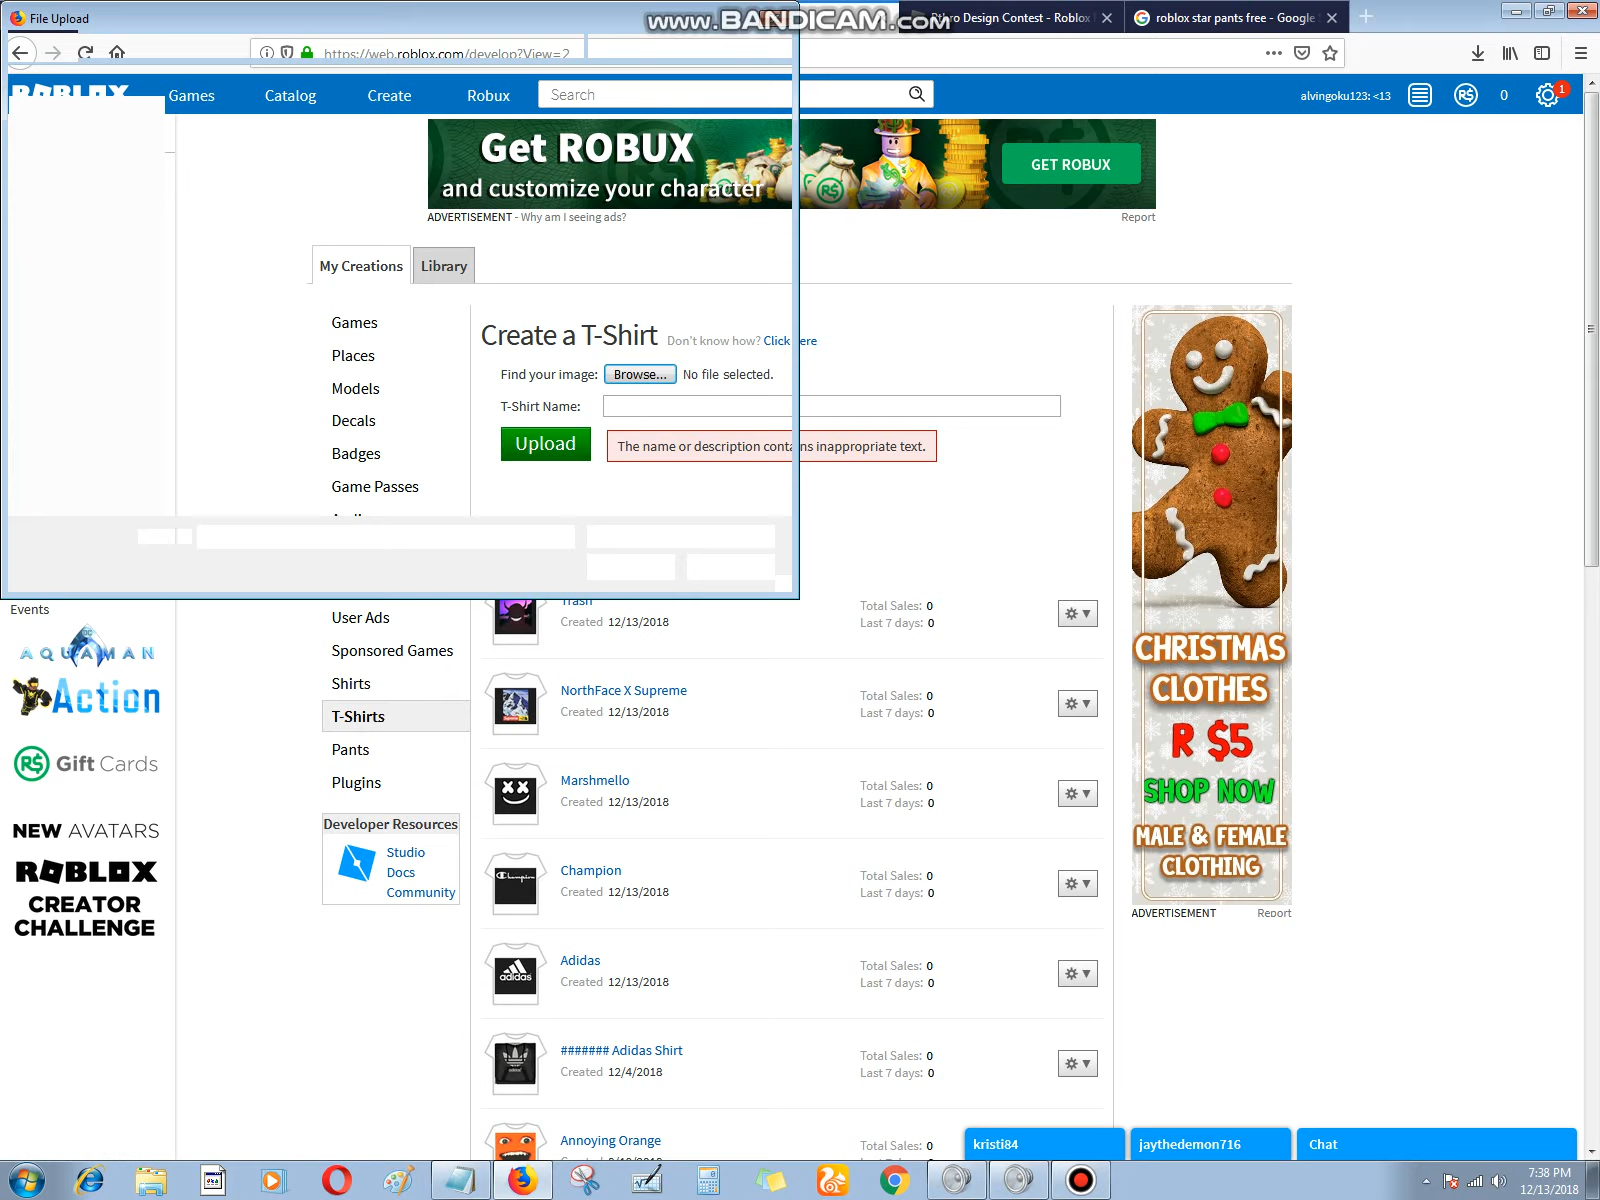 File Upload
www.BANDICAM.com
Design Contest - Roblox
roblox star pants free - Google
https://web.roblox.com/develop?View=2
ROBLOX
Games
Catalog
Create
Robux
Search
alvingoku123: <13
R$
0
1
Get ROBUX
and customize your character
R$
GET ROBUX
ADVERTISEMENT - Why am I seeing ads?
Report
My Creations
Library
Games
Places
Models
Decals
Badges
Game Passes
User Ads
Sponsored Games
Shirts
T-Shirts
Pants
Plugins
Developer Resources
Studio
Docs
Community
Create a T-Shirt
Don't know how? Click here
Find your image:
Browse...
No file selected.
T-Shirt Name:
Upload
The name or description contains inappropriate text.
Trash
Created 12/13/2018
Total Sales: 0
Last 7 days: 0
NorthFace X Supreme
Created 12/13/2018
Total Sales: 0
Last 7 days: 0
Marshmello
Created 12/13/2018
Total Sales: 0
Last 7 days: 0
Champion
Champion
Created 12/13/2018
Total Sales: 0
Last 7 days: 0
adidas
Adidas
Created 12/13/2018
Total Sales: 0
Last 7 days: 0
####### Adidas Shirt
Created 12/4/2018
Total Sales: 0
Last 7 days: 0
Annoying Orange
Total Sales: 0
Events
DC
AQUAMAN
Action
R$ Gift Cards
NEW AVATARS
ROBLOX
CREATOR
CHALLENGE
CHRISTMAS
CLOTHES
R $5
SHOP NOW
MALE & FEMALE
CLOTHING
ADVERTISEMENT
Report
kristi84
jaythedemon716
Chat
7:38 PM
12/13/2018